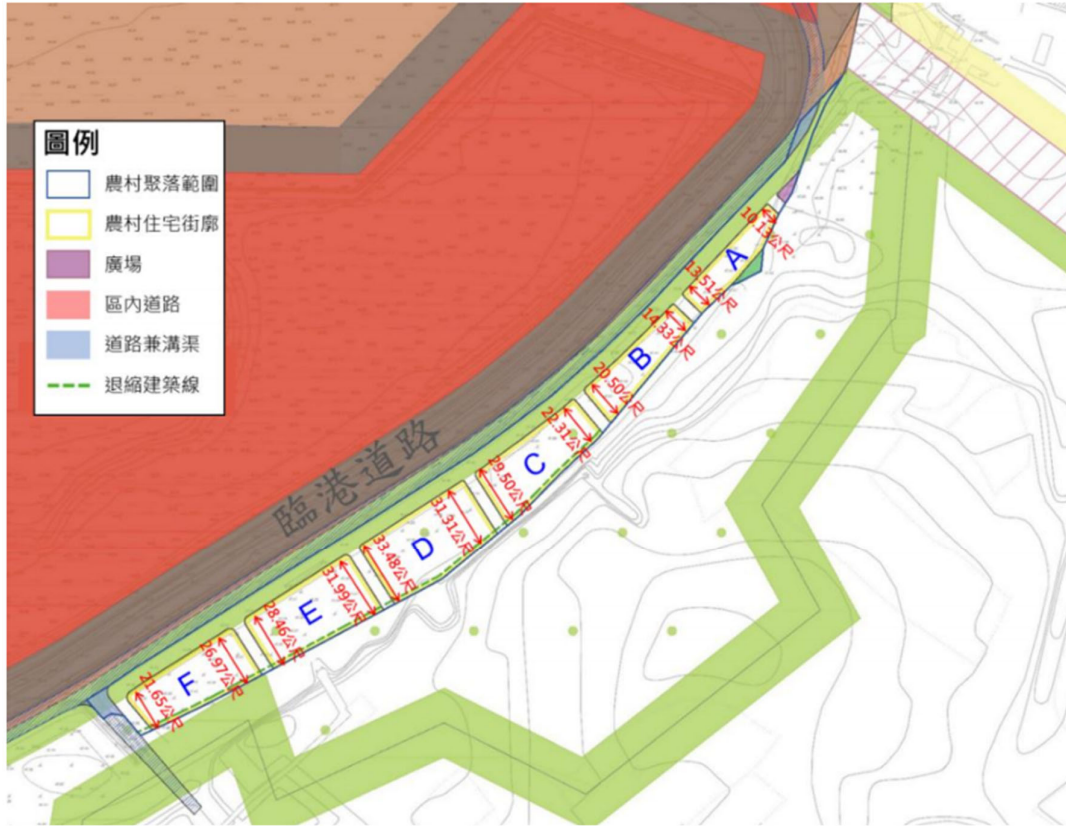 圖例
農村聚落範圍
農村住宅街廓
廣場
區內道路
道路兼溝渠
退縮建築線
臨港道路
10.13公尺
A
13.51公尺
14.33公尺
B
20.50公尺
22.31公尺
C
29.50公尺
31.31公尺
D
33.48公尺
31.99公尺
E
28.46公尺
26.97公尺
F
21.65公尺